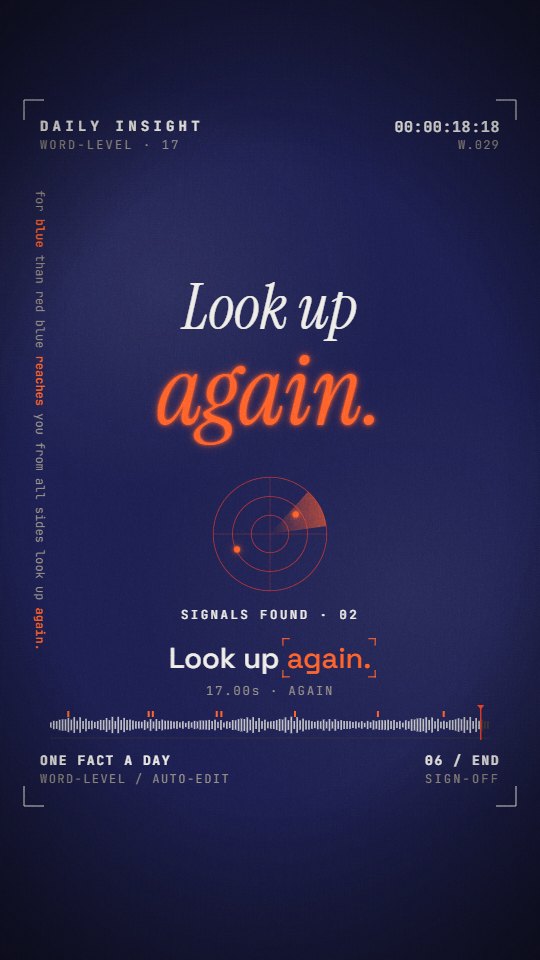 DAILY INSIGHT
WORD-LEVEL · 17
00:00:18:18
W.029
for blue than red blue reaches you from all sides look up again.
Look up
again.
SIGNALS FOUND · 02
Look up again.
17.00s · AGAIN
ONE FACT A DAY
WORD-LEVEL / AUTO-EDIT
06 / END
SIGN-OFF